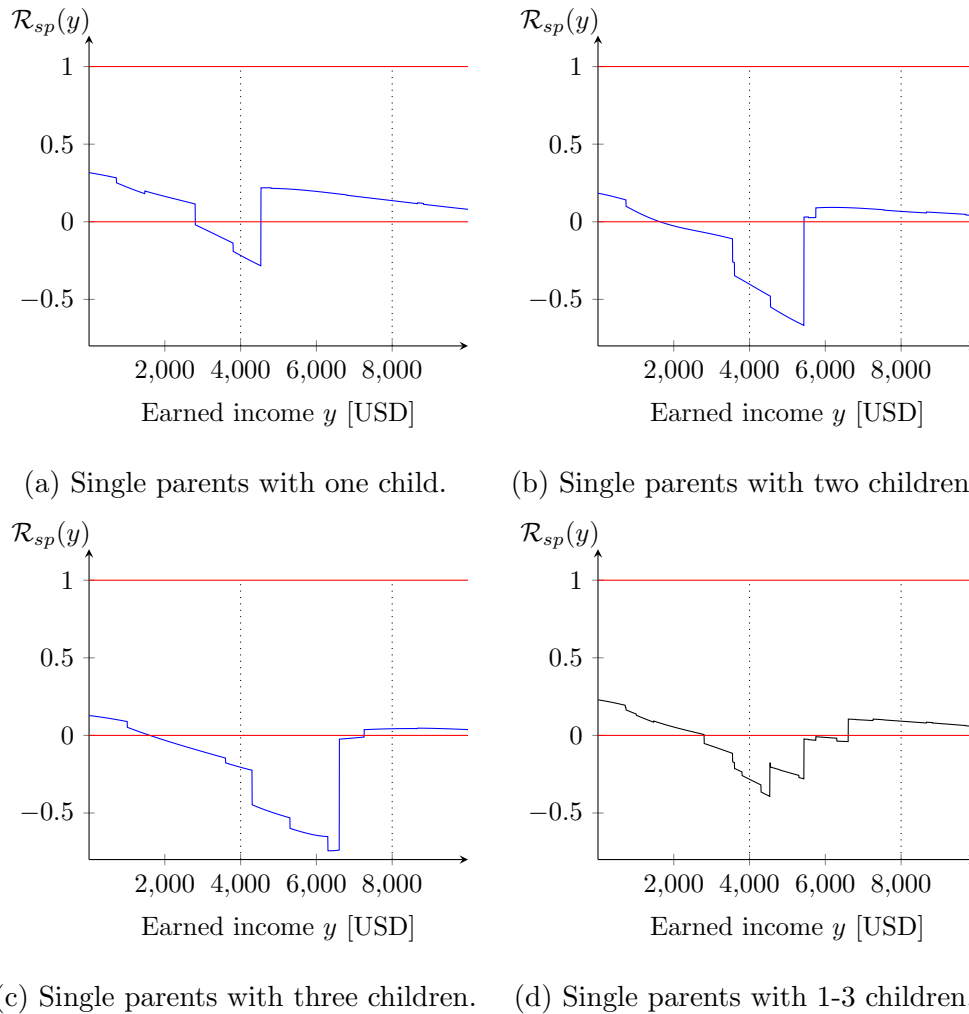 R_sp(y)
1
0.5
0
−0.5
2,000 4,000 6,000 8,000
Earned income y [USD]
(a) Single parents with one child.
R_sp(y)
1
0.5
0
−0.5
2,000 4,000 6,000 8,000
Earned income y [USD]
(b) Single parents with two children
R_sp(y)
1
0.5
0
−0.5
2,000 4,000 6,000 8,000
Earned income y [USD]
(c) Single parents with three children.
R_sp(y)
1
0.5
0
−0.5
2,000 4,000 6,000 8,000
Earned income y [USD]
(d) Single parents with 1-3 children.